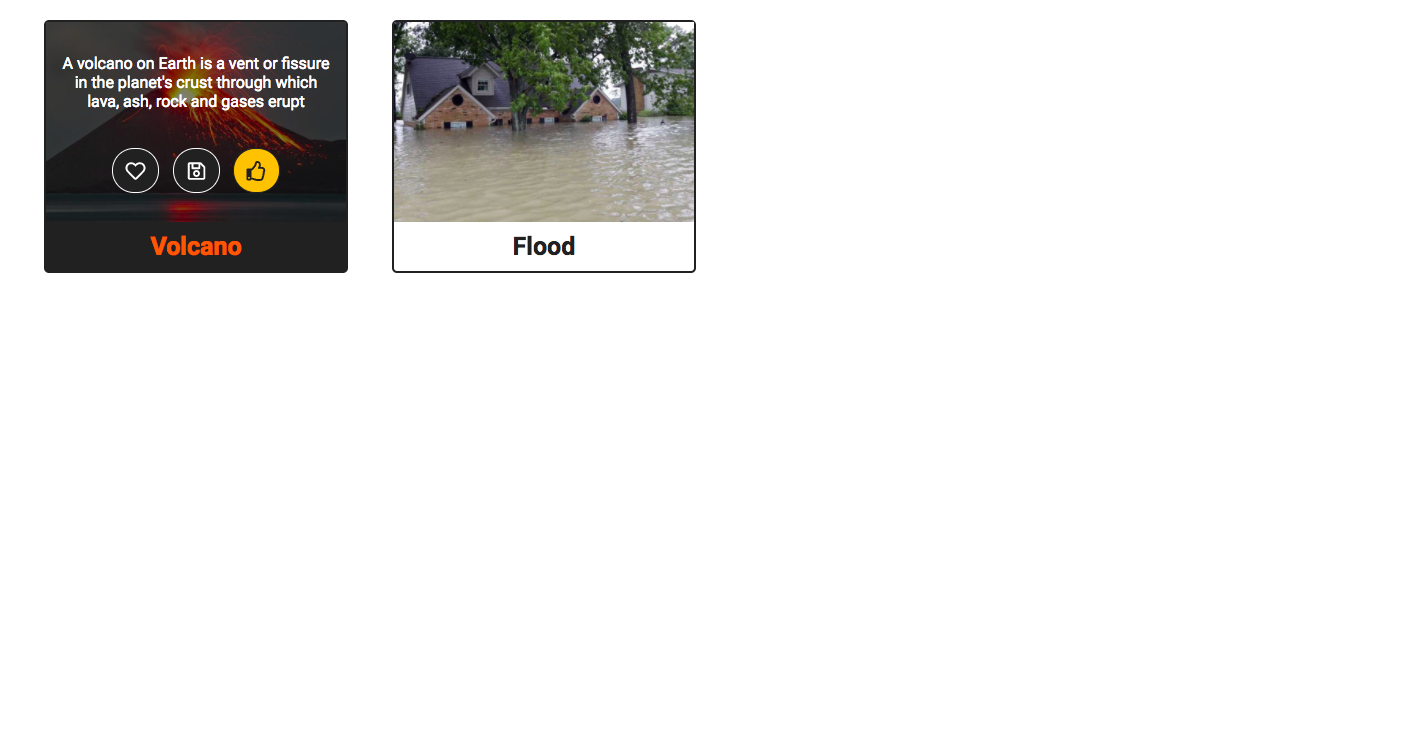 A volcano on Earth is a vent or fissure
in the planet's crust through which
lava, ash, rock and gases erupt
Volcano
Flood